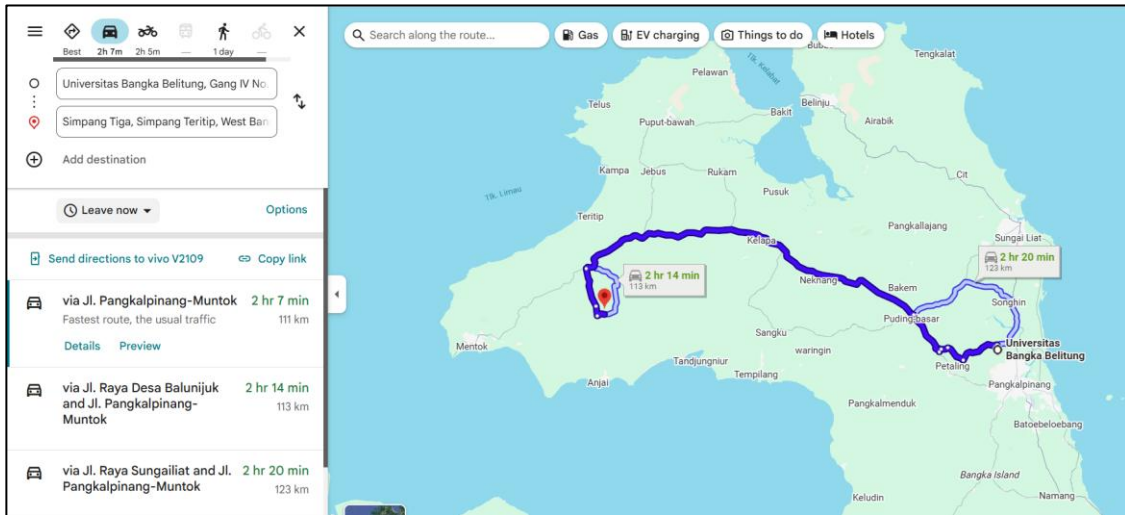 Best
2h 7m
2h 5m
1 day
Universitas Bangka Belitung, Gang IV No.
Simpang Tiga, Simpang Teritip, West Ban
Add destination
Leave now
Options
Send directions to vivo V2109
Copy link
via Jl. Pangkalpinang-Muntok
2 hr 7 min
Fastest route, the usual traffic
111 km
Details
Preview
via Jl. Raya Desa Balunijuk
2 hr 14 min
and Jl. Pangkalpinang-
113 km
Muntok
via Jl. Raya Sungailiat and Jl.
2 hr 20 min
Pangkalpinang-Muntok
123 km
Search along the route...
Gas
EV charging
Things to do
Hotels
Tengkalat
Pelawan
Tlk. Kelabat
Telus
Bakit
Belinju
Puput-bawah
Airabik
Kampa
Jebus
Rukam
Cit
Tlk. Limau
Pusuk
Teritip
Pangkallajang
Sungai Liat
Kelapa
2 hr 20 min
123 km
2 hr 14 min
113 km
Neknang
Bakem
Songhin
Pudingbasar
Sangku
Universitas
Bangka Belitung
Mentok
waringin
Tandjungniur
Petaling
Anjai
Tempilang
Pangkalpinang
Pangkalmenduk
Batoebeloebang
Bangka Island
Keludin
Namang